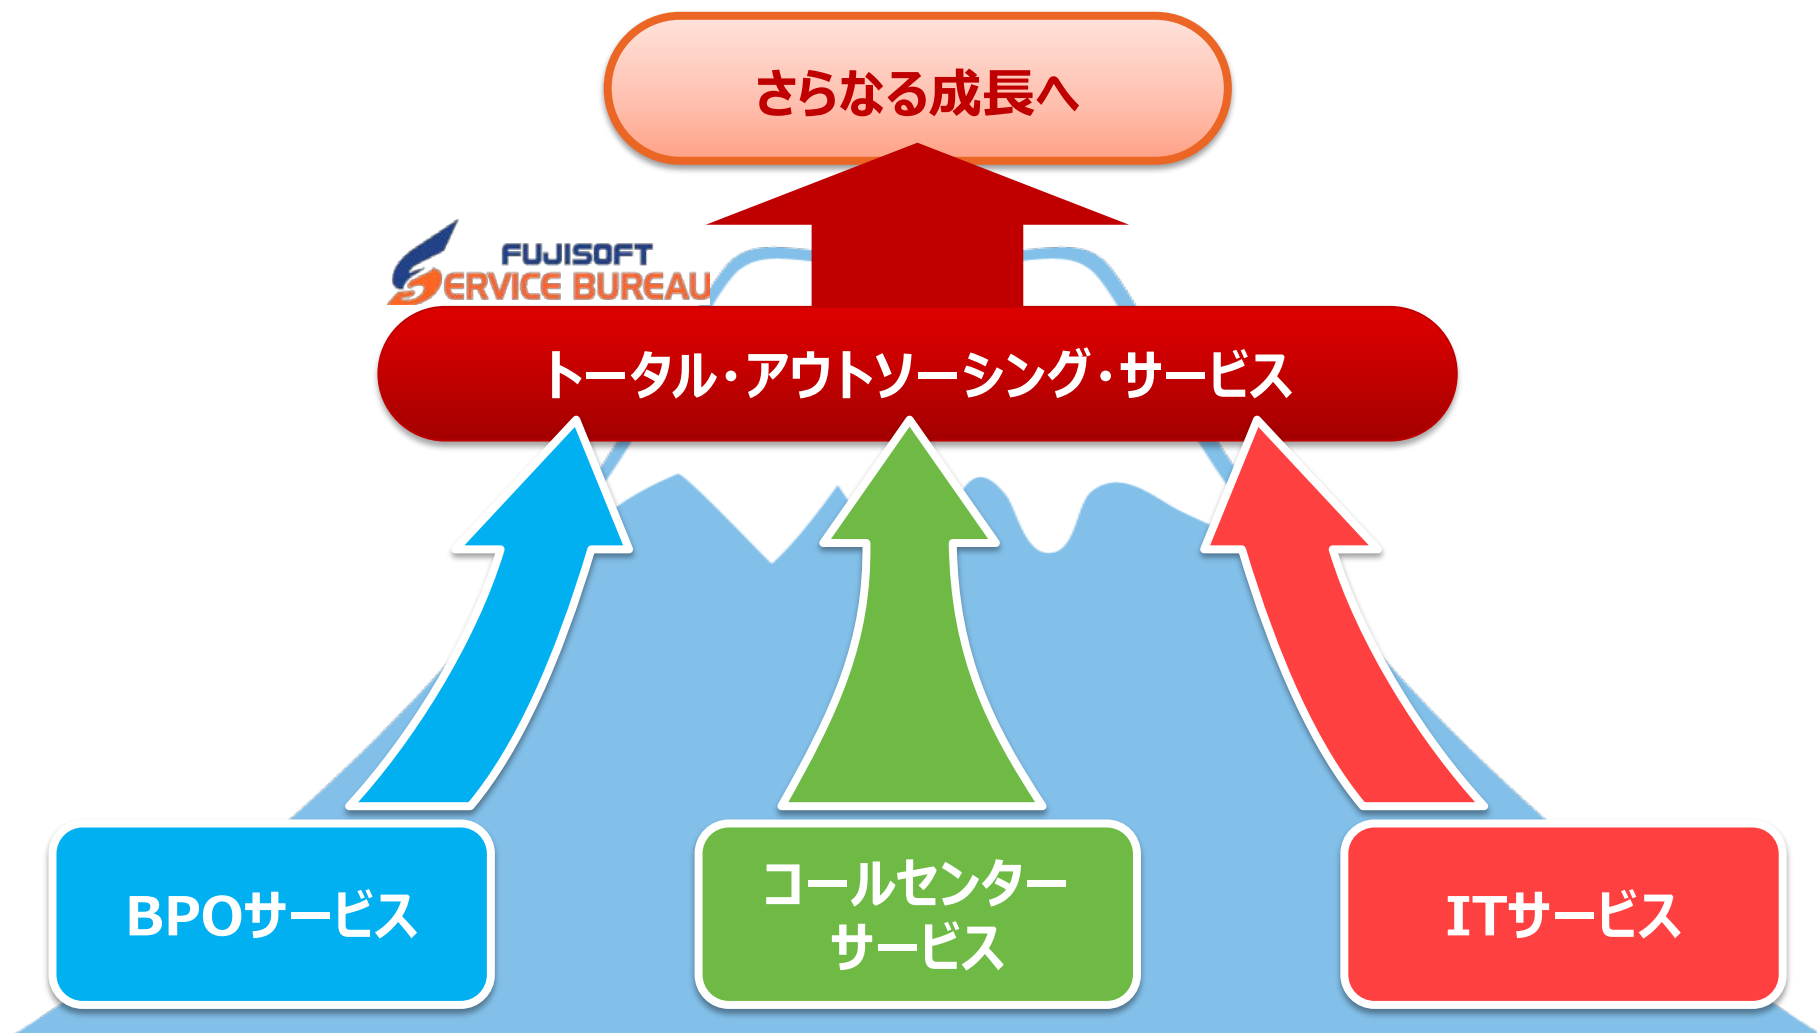 さらなる成長へ
FUJISOFT
SERVICE BUREAU
トータル・アウトソーシング・サービス
BPOサービス
コールセンター
サービス
ITサービス